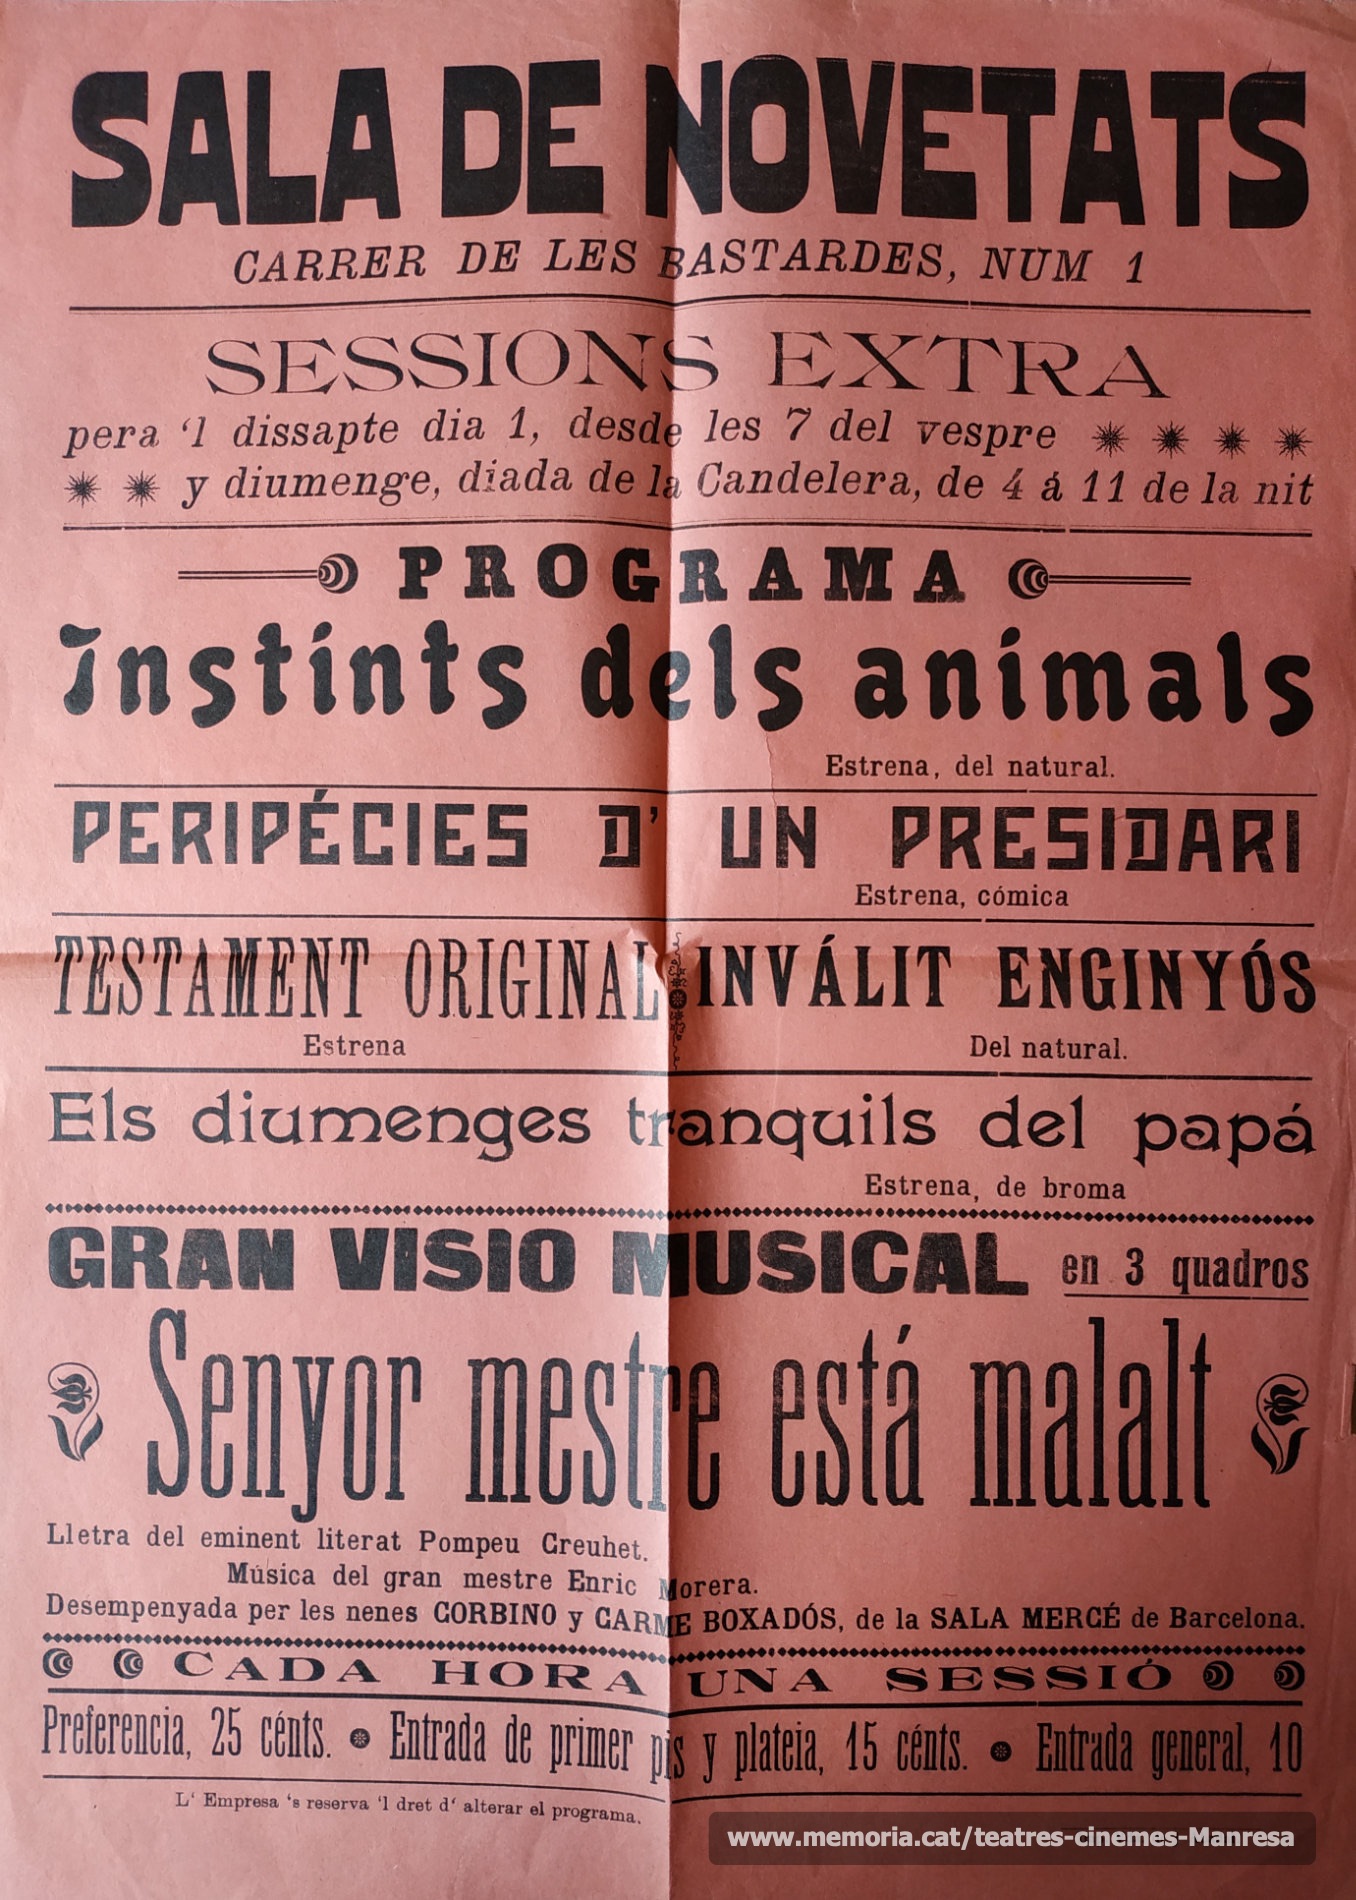 SALA DE NOVETATS
CARRER DE LES BASTARDES, NUM 1
SESSIONS EXTRA
pera ‘l dissapte dia 1, desde les 7 del vespre
y diumenge, diada de la Candelera, de 4 á 11 de la nit
PROGRAMA
Instints dels animals
Estrena, del natural.
PERIPÉCIES D’ UN PRESIDARI
Estrena, cómica
TESTAMENT ORIGINAL INVÁLIT ENGINYÓS
Estrena Del natural.
Els diumenges tranquils del papá
Estrena, de broma
GRAN VISIO MUSICAL en 3 quadros
Senyor mestre está malalt
Lletra del eminent literat Pompeu Creuhet.
Música del gran mestre Enric Morera.
Desempenyada per les nenes CORBINO y CARME BOXADÓS, de la SALA MERCÉ de Barcelona.
CADA HORA UNA SESSIÓ
Preferencia, 25 cénts. • Entrada de primer pis y plateia, 15 cénts. • Entrada general, 10
L‘ Empresa ‘s reserva ‘l dret d‘ alterar el programa.
www.memoria.cat/teatres-cinemes-Manresa